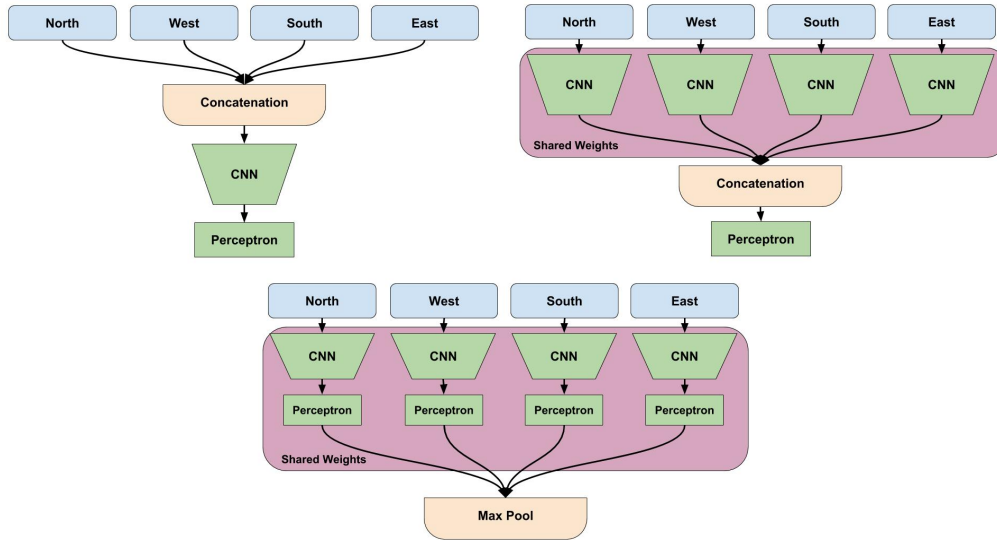 North West South East
Concatenation
CNN
Perceptron
North West South East
CNN CNN CNN CNN
Shared Weights
Concatenation
Perceptron
North West South East
CNN CNN CNN CNN
Perceptron Perceptron Perceptron Perceptron
Shared Weights
Max Pool